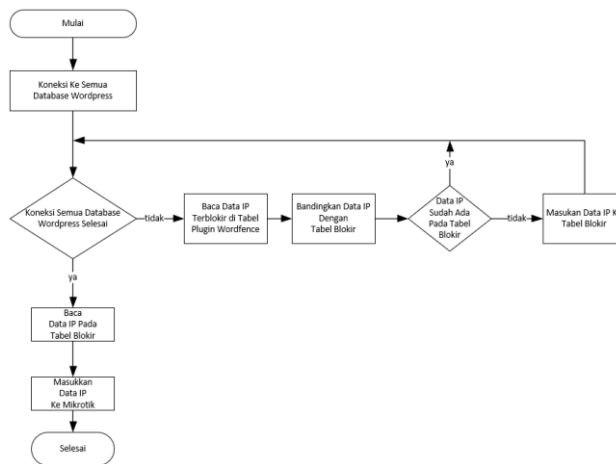 Mulai
Koneksi Ke Semua
Database Wordpress
Koneksi Semua Database
Wordpress Selesai
tidak
Baca Data IP
Terblokir di Tabel
Plugin Wordfence
Bandingkan Data IP
Dengan
Tabel Blokir
ya
Data IP
Sudah Ada
Pada Tabel
Blokir
tidak
Masukan Data IP K
Tabel Blokir
ya
Baca
Data IP Pada
Tabel Blokir
Masukkan
Data IP
Ke Mikrotik
Selesai